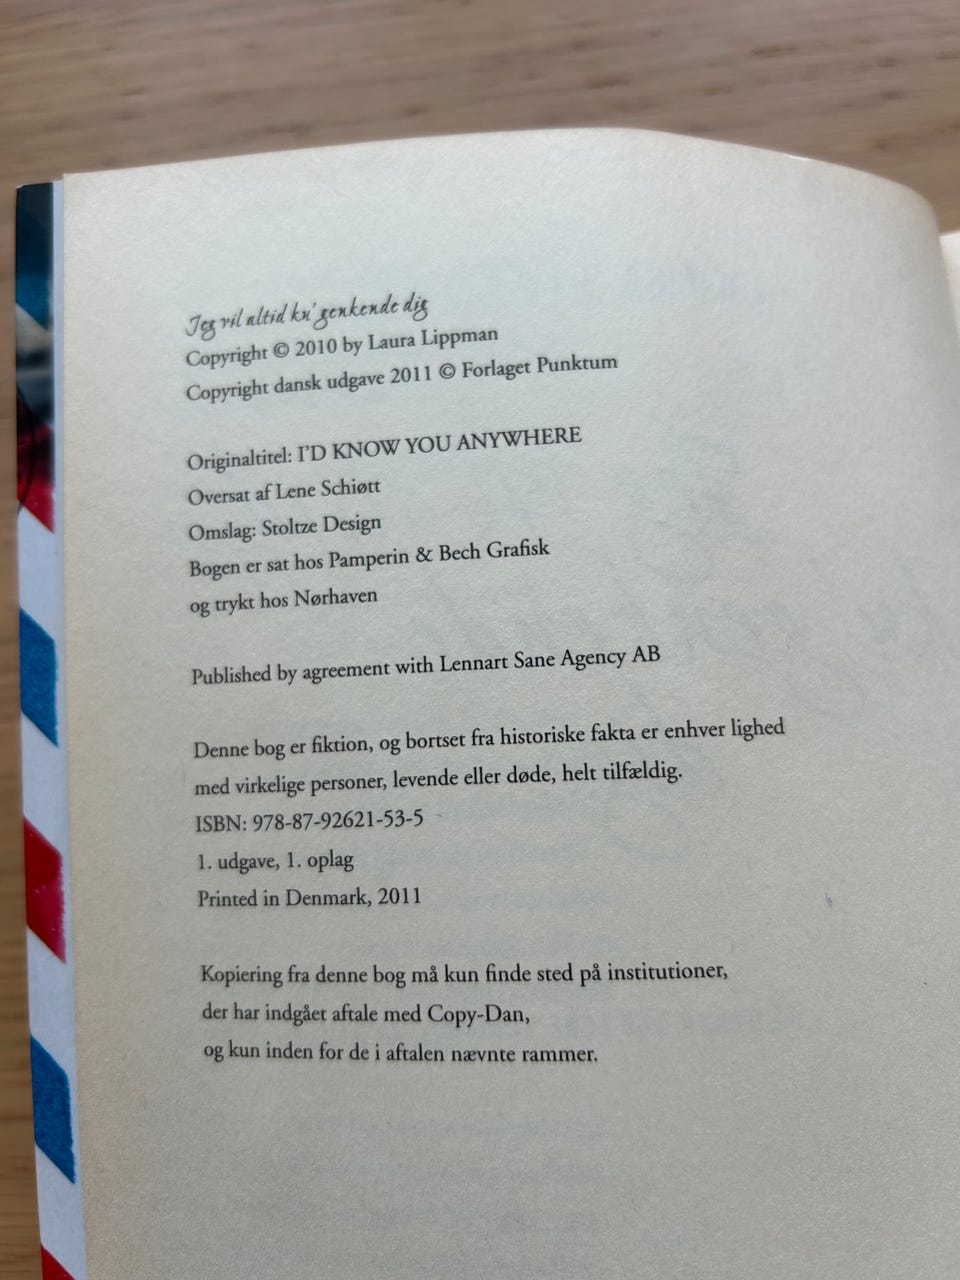 Jeg vil altid ku' genkende dig
Copyright © 2010 by Laura Lippman
Copyright dansk udgave 2011 © Forlaget Punktum
Originaltitel: I'D KNOW YOU ANYWHERE
Oversat af Lene Schiøtt
Omslag: Stoltze Design
Bogen er sat hos Pamperin & Bech Grafisk
og trykt hos Nørhaven
Published by agreement with Lennart Sane Agency AB
Denne bog er fiktion, og bortset fra historiske fakta er enhver lighed
med virkelige personer, levende eller døde, helt tilfældig.
ISBN: 978-87-92621-53-5
1. udgave, 1. oplag
Printed in Denmark, 2011
Kopiering fra denne bog må kun finde sted på institutioner,
der har indgået aftale med Copy-Dan,
og kun inden for de i aftalen nævnte rammer.